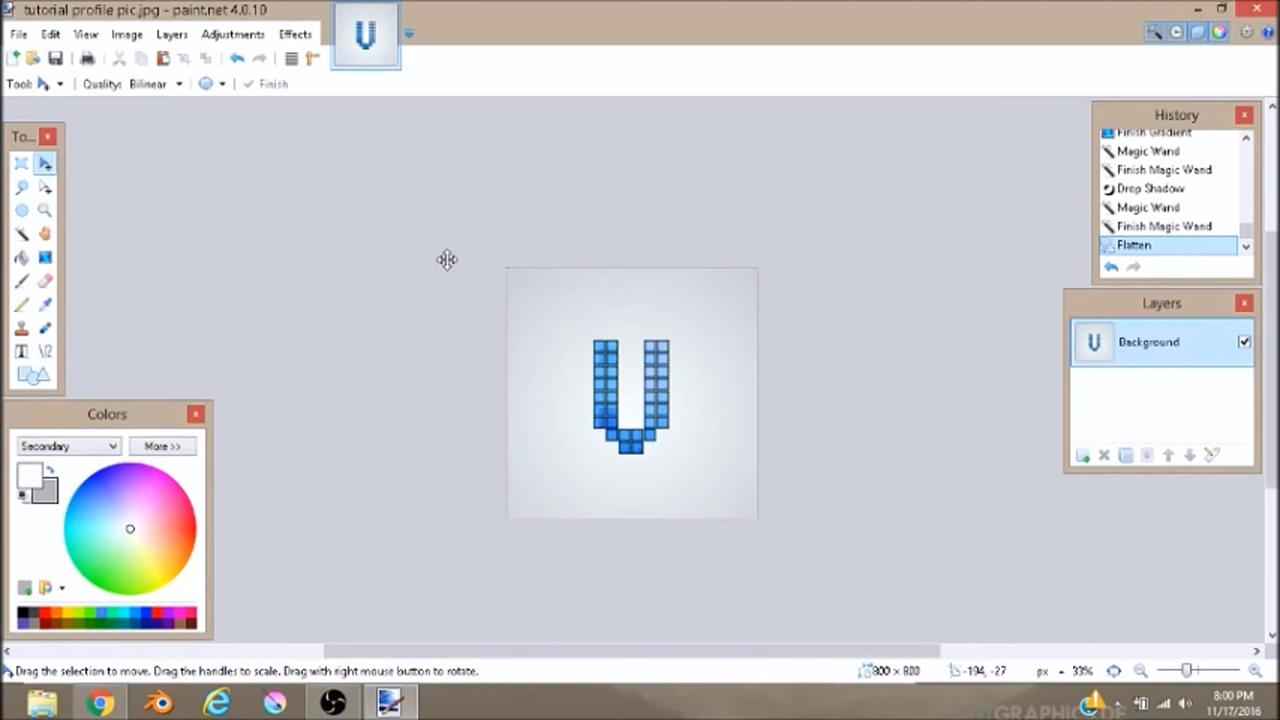 tutorial profile pic.jpg - paint.net 4.0.10
File Edit View Image Layers Adjustments Effects
Tool: Quality: Bilinear Finish
To...
History
Finish Gradient
Magic Wand
Finish Magic Wand
Drop Shadow
Magic Wand
Finish Magic Wand
Flatten
Layers
Background
U
Colors
Secondary More >>
Drag the selection to move. Drag the handles to scale. Drag with right mouse button to rotate. 800 × 800 -194, -27 px 33%
8:00 PM
11/17/2016